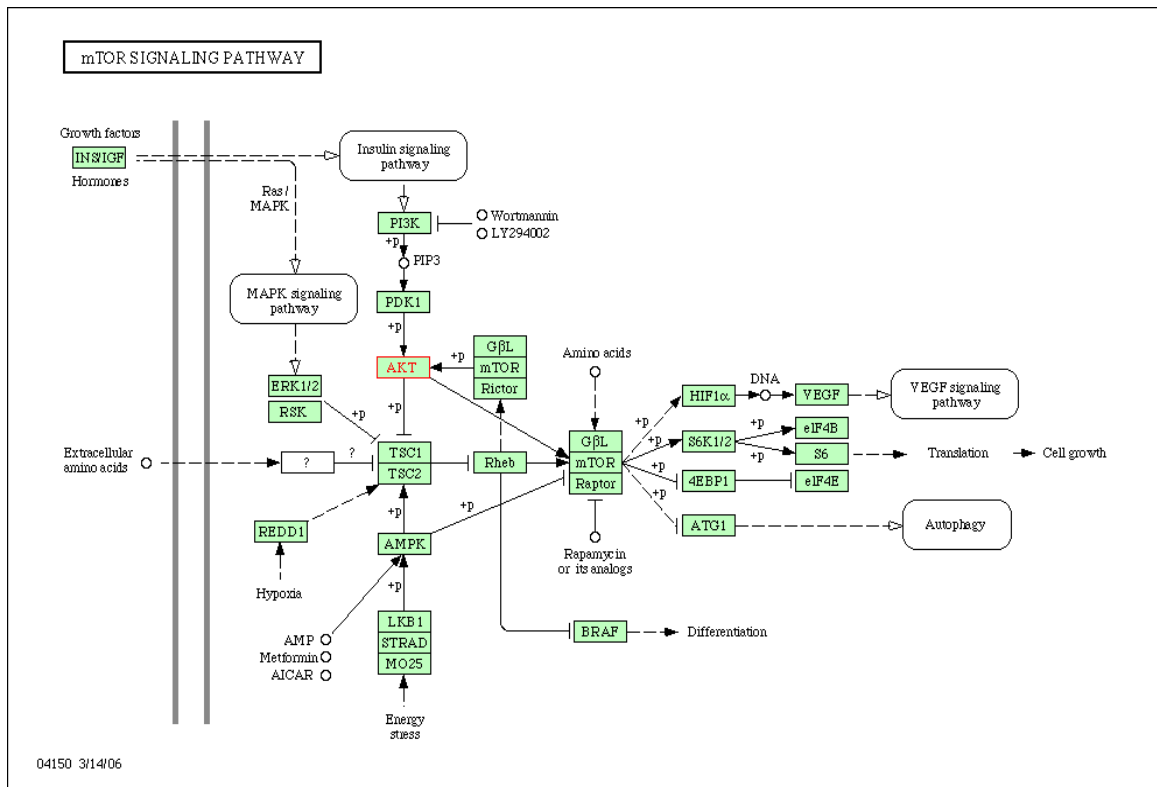 mTOR SIGNALING PATHWAY
Growth factors
INS/IGF
Hormones
Ras /
MAPK
Insulin signaling
pathway
PI3K
Wortmannin
LY294002
+p
PIP3
MAPK signaling
pathway
PDK1
+p
AKT
+p
GβL
mTOR
Rictor
Amino acids
ERK1/2
RSK
+p
+p
HIF1α
DNA
VEGF
VEGF signaling
pathway
+p
Extracellular
amino acids
?
?
TSC1
TSC2
Rheb
GβL
mTOR
Raptor
+p
S6K1/2
+p
eIF4B
+p
S6
Translation
Cell growth
+p
4EBP1
eIF4E
+p
ATG1
Autophagy
REDD1
Hypoxia
+p
+p
AMPK
Rapamycin
or its analogs
+p
AMP
Metformin
AICAR
LKB1
STRAD
MO25
BRAF
Differentiation
Energy
stress
04150 3/14/06